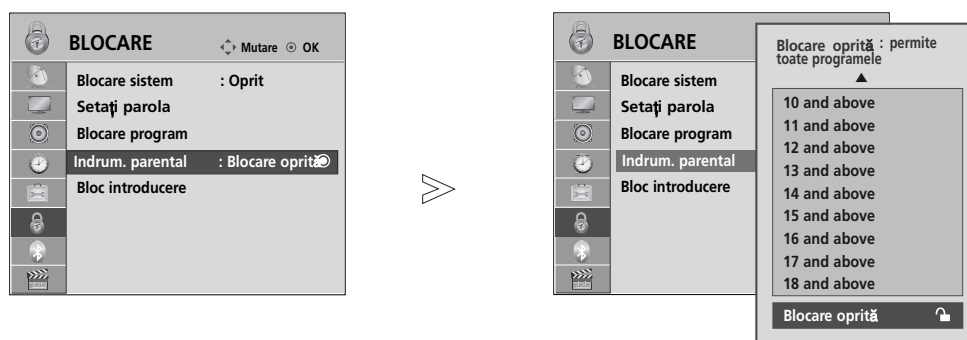 BLOCARE
Mutare OK
Blocare sistem : Oprit
Setați parola
Blocare program
Indrum. parental : Blocare oprită
Bloc introducere
BLOCARE
Blocare sistem
Setați parola
Blocare program
Indrum. parental
Bloc introducere
Blocare oprită : permite
toate programele
10 and above
11 and above
12 and above
13 and above
14 and above
15 and above
16 and above
17 and above
18 and above
Blocare oprită